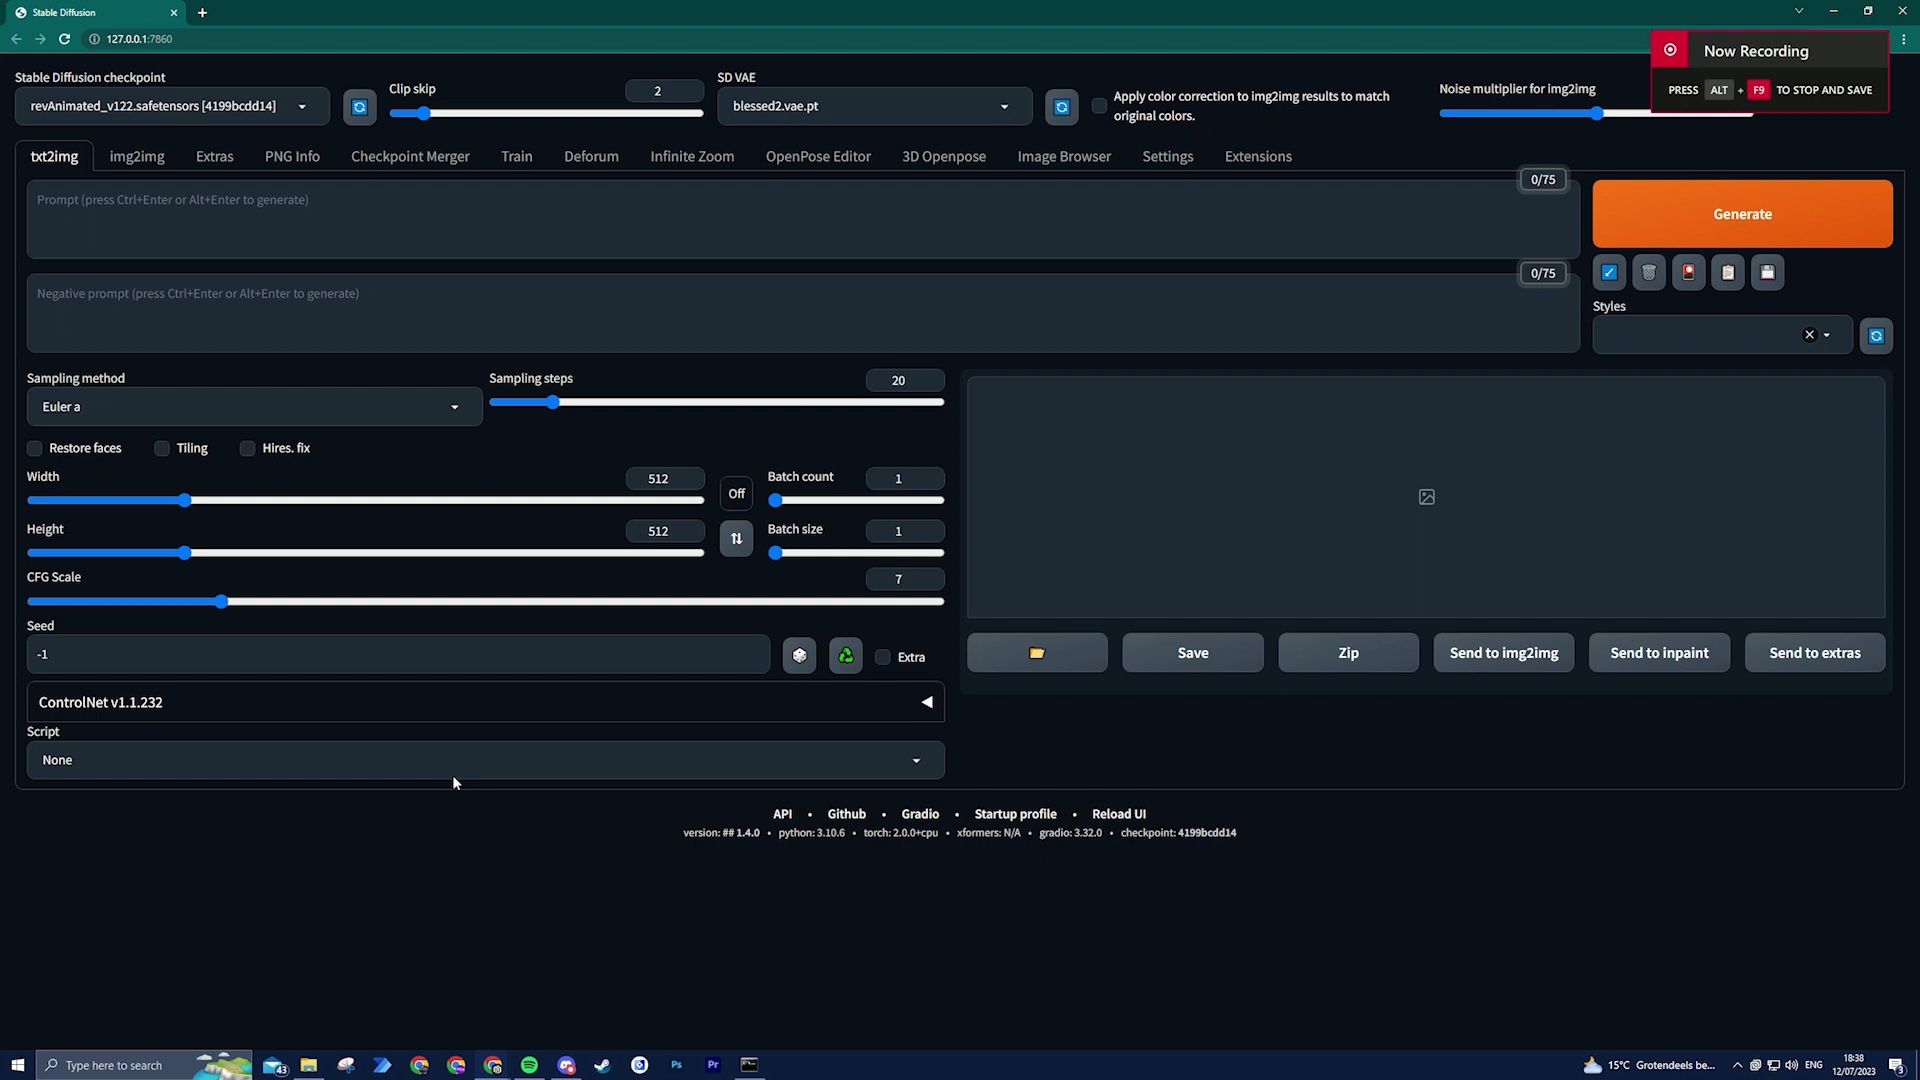 Stable Diffusion
127.0.0.1:7860
Now Recording
PRESS ALT + F9 TO STOP AND SAVE
Stable Diffusion checkpoint
revAnimated_v122.safetensors [4199bcdd14]
Clip skip
2
SD VAE
blessed2.vae.pt
Apply color correction to img2img results to match
original colors.
Noise multiplier for img2img
txt2img
img2img
Extras
PNG Info
Checkpoint Merger
Train
Deforum
Infinite Zoom
OpenPose Editor
3D Openpose
Image Browser
Settings
Extensions
Prompt (press Ctrl+Enter or Alt+Enter to generate)
0/75
Generate
Negative prompt (press Ctrl+Enter or Alt+Enter to generate)
0/75
Styles
Sampling method
Euler a
Sampling steps
20
Restore faces
Tiling
Hires. fix
Width
512
Off
Batch count
1
Height
512
Batch size
1
CFG Scale
7
Seed
-1
Extra
Save
Zip
Send to img2img
Send to inpaint
Send to extras
ControlNet v1.1.232
Script
None
API • Github • Gradio • Startup profile • Reload UI
version: ## 1.4.0 • python: 3.10.6 • torch: 2.0.0+cpu • xformers: N/A • gradio: 3.32.0 • checkpoint: 4199bcdd14
Type here to search
43
Ps
Pr
15°C Grotendeels be...
ENG
18:38
12/07/2023
3